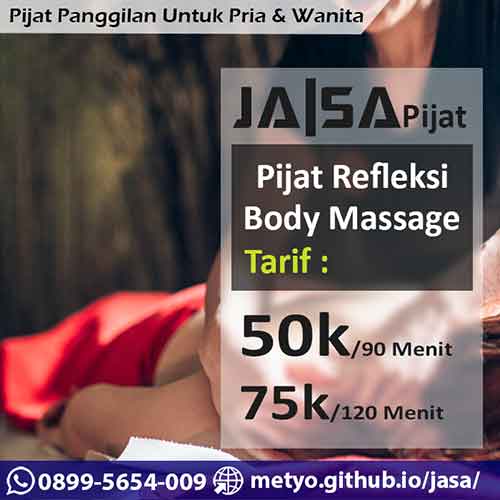 Pijat Panggilan Untuk Pria & Wanita
JA|SA Pijat
Pijat Refleksi
Body Massage
Tarif :
50k/90 Menit
75k/120 Menit
0899-5654-009 metyo.github.io/jasa/